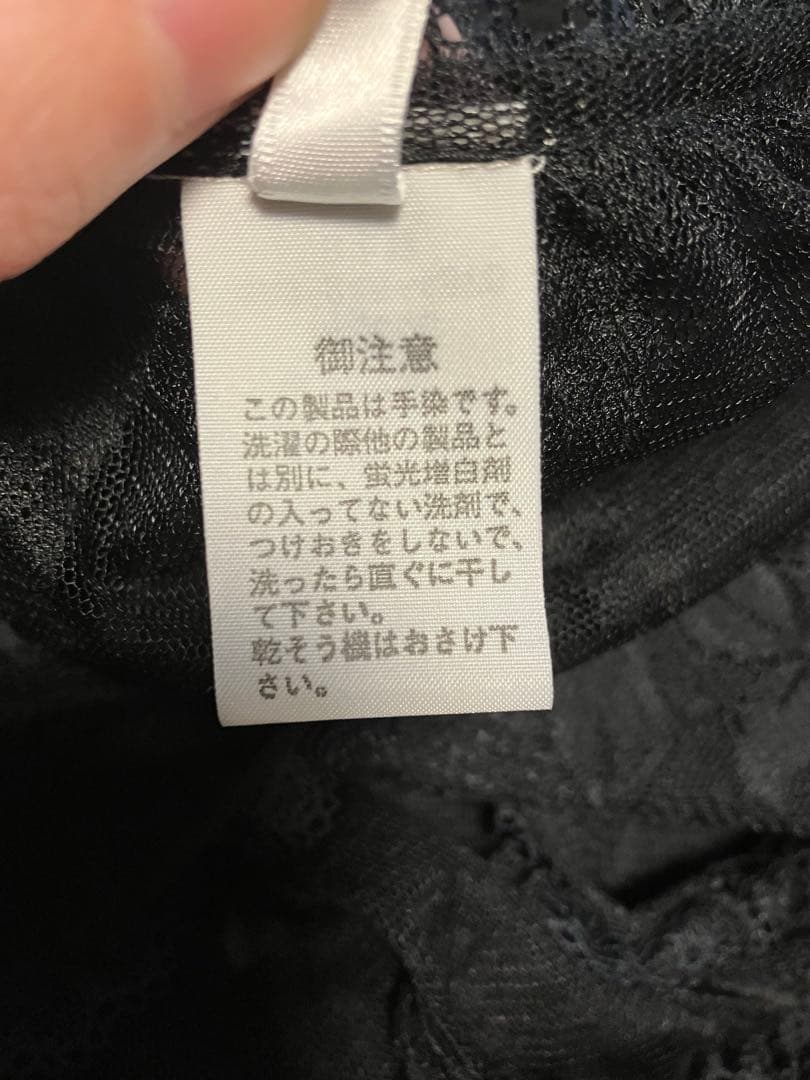 御注意
この製品は手染です。
洗濯の際他の製品と
は別に、蛍光増白剤
の入ってない洗剤で、
つけおきをしないで、
洗ったら直ぐに干し
て下さい。
乾そう機はおさけ下
さい。